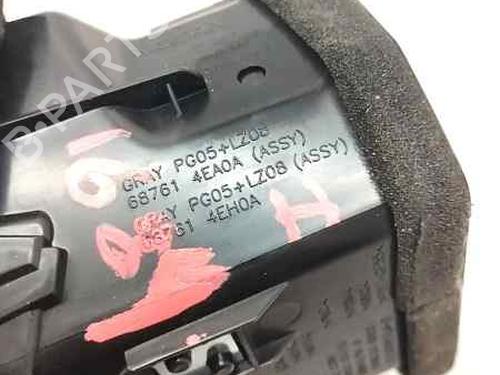 B-PARTS
GRAY PG05+LZ08
68761 4EA0A (ASSY)
GRAY PG05+LZ08 (ASSY)
68761 4EH0A
H